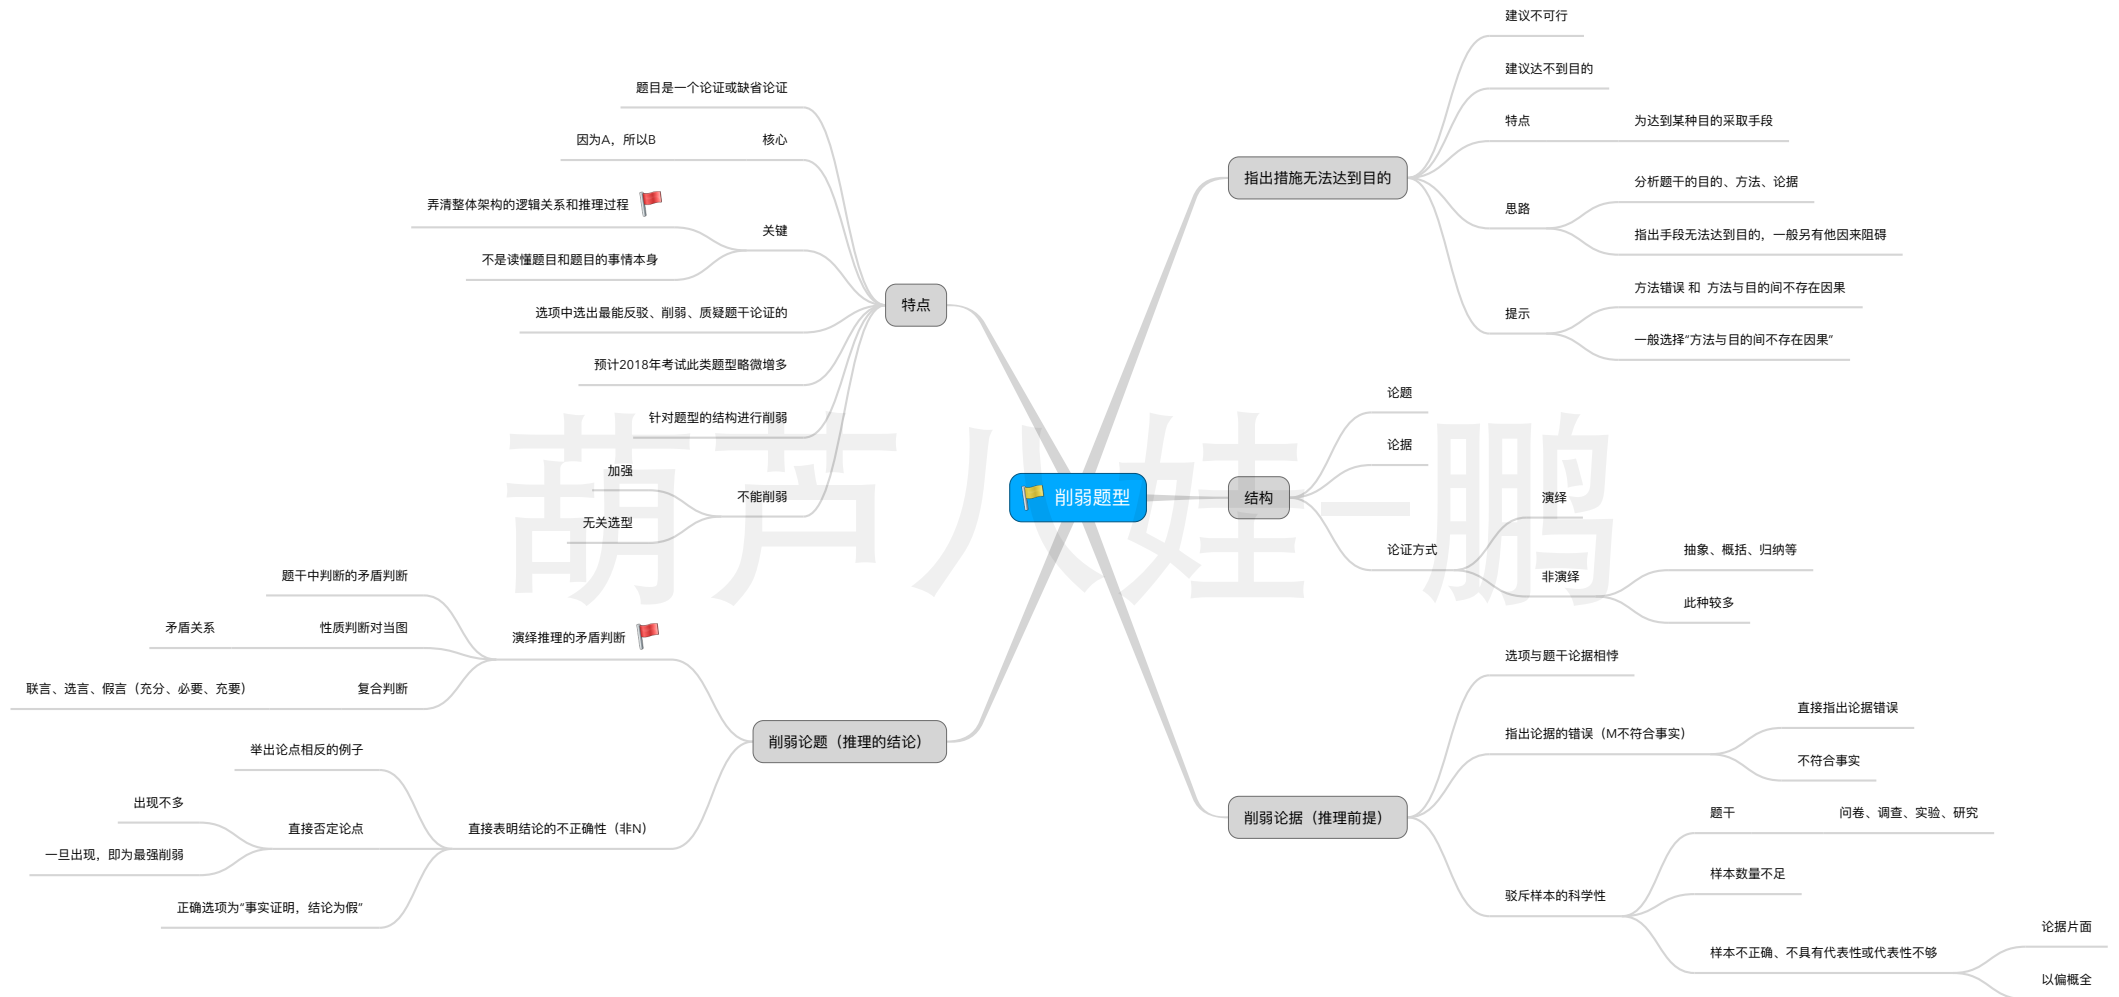 削弱题型
特点
题目是一个论证或缺省论证
核心
因为A，所以B
关键
弄清整体架构的逻辑关系和推理过程
不是读懂题目和题目的事情本身
选项中选出最能反驳、削弱、质疑题干论证的
预计2018年考试此类题型略微增多
针对题型的结构进行削弱
不能削弱
加强
无关选型
削弱论题（推理的结论）
演绎推理的矛盾判断
题干中判断的矛盾判断
性质判断对当图
矛盾关系
复合判断
联言、选言、假言（充分、必要、充要）
直接表明结论的不正确性（非N）
举出论点相反的例子
直接否定论点
出现不多
一旦出现，即为最强削弱
正确选项为“事实证明，结论为假”
指出措施无法达到目的
建议不可行
建议达不到目的
特点
为达到某种目的采取手段
思路
分析题干的目的、方法、论据
指出手段无法达到目的，一般另有他因来阻碍
提示
方法错误 和 方法与目的间不存在因果
一般选择“方法与目的间不存在因果”
结构
论题
论据
论证方式
演绎
非演绎
抽象、概括、归纳等
此种较多
削弱论据（推理前提）
选项与题干论据相悖
指出论据的错误（M不符合事实）
直接指出论据错误
不符合事实
驳斥样本的科学性
题干
问卷、调查、实验、研究
样本数量不足
样本不正确、不具有代表性或代表性不够
论据片面
以偏概全
葫芦八娃-鹏